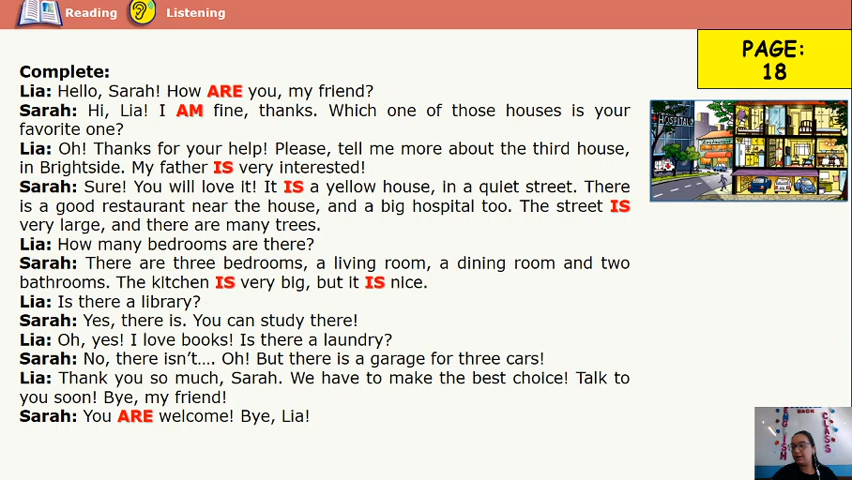 Reading Listening
PAGE:
18
Complete:
Lia: Hello, Sarah! How ARE you, my friend?
Sarah: Hi, Lia! I AM fine, thanks. Which one of those houses is your
favorite one?
Lia: Oh! Thanks for your help! Please, tell me more about the third house,
in Brightside. My father IS very interested!
Sarah: Sure! You will love it! It IS a yellow house, in a quiet street. There
is a good restaurant near the house, and a big hospital too. The street IS
very large, and there are many trees.
Lia: How many bedrooms are there?
Sarah: There are three bedrooms, a living room, a dining room and two
bathrooms. The kitchen IS very big, but it IS nice.
Lia: Is there a library?
Sarah: Yes, there is. You can study there!
Lia: Oh, yes! I love books! Is there a laundry?
Sarah: No, there isn't.... Oh! But there is a garage for three cars!
Lia: Thank you so much, Sarah. We have to make the best choice! Talk to
you soon! Bye, my friend!
Sarah: You ARE welcome! Bye, Lia!
HOSPITAL
BACK
CLASS